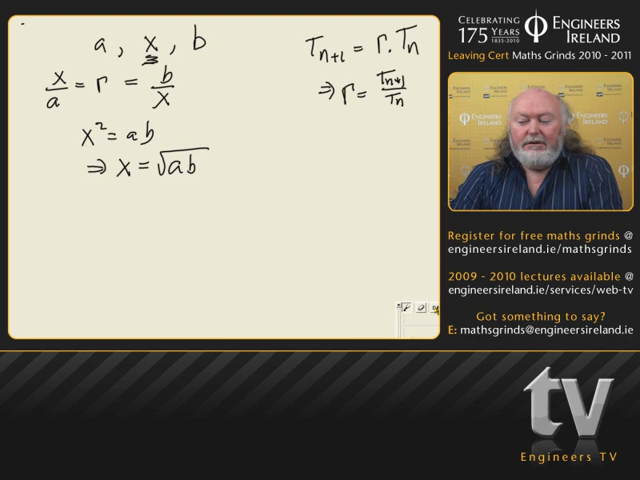 a, x, b
x/a = r = b/x
x² = ab
⇒ x = √ab
Tn+1 = r.Tn
⇒ r = Tn+1/Tn
CELEBRATING
175 YEARS
1835-2010
ENGINEERS
IRELAND
Leaving Cert Maths Grinds 2010 - 2011
Register for free maths grinds @
engineersireland.ie/mathsgrinds
2009 - 2010 lectures available @
engineersireland.ie/services/web-tv
Got something to say?
E: mathsgrinds@engineersireland.ie
tv
Engineers TV